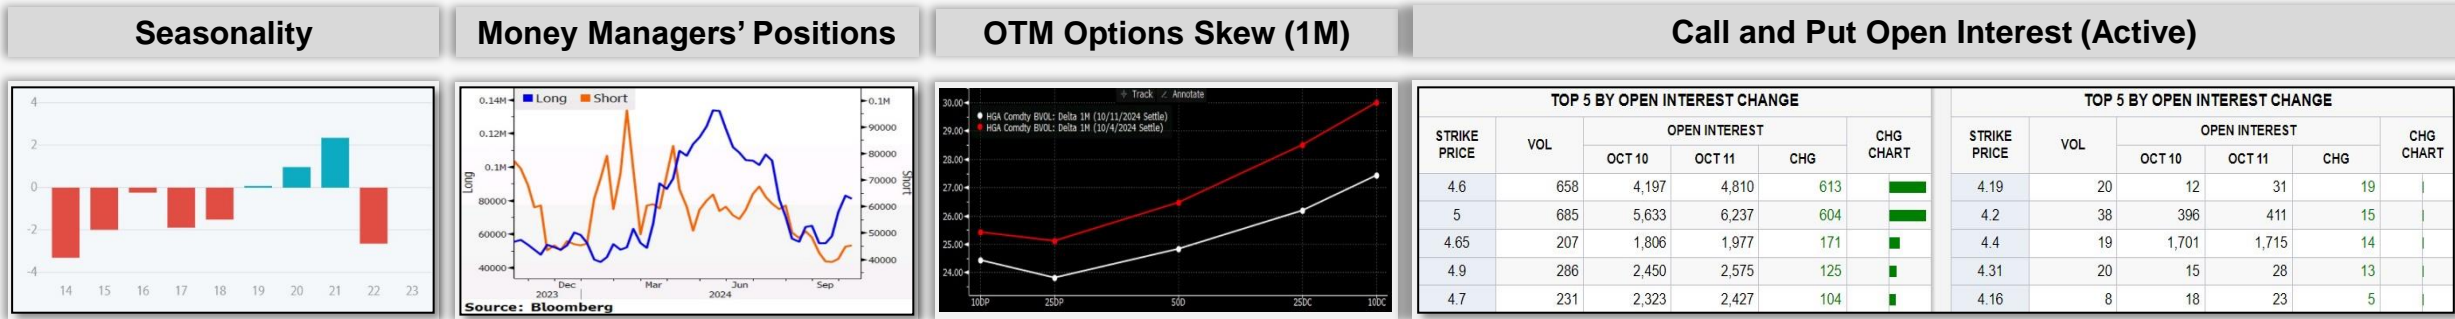 Seasonality
Money Managers’ Positions
OTM Options Skew (1M)
Call and Put Open Interest (Active)
4
2
0
-2
-4
14 15 16 17 18 19 20 21 22 23
Long Short
0.14M
0.12M
0.1M
80000
60000
40000
Long
0.1M
90000
80000
70000
60000
50000
40000
Short
Dec Mar Jun Sep
2023 2024
Source: Bloomberg
Track Annotate
HGA Comdty BVOL: Delta 1M (10/11/2024 Settle)
HGA Comdty BVOL: Delta 1M (10/4/2024 Settle)
30.00
29.00
28.00
27.00
26.00
25.00
24.00
10DP 25DP 50D 25DC 10DC
TOP 5 BY OPEN INTEREST CHANGE
STRIKE PRICE VOL OPEN INTEREST CHG CHART
OCT 10 OCT 11 CHG
4.6 658 4,197 4,810 613
5 685 5,633 6,237 604
4.65 207 1,806 1,977 171
4.9 286 2,450 2,575 125
4.7 231 2,323 2,427 104
TOP 5 BY OPEN INTEREST CHANGE
STRIKE PRICE VOL OPEN INTEREST CHG CHART
OCT 10 OCT 11 CHG
4.19 20 12 31 19
4.2 38 396 411 15
4.4 19 1,701 1,715 14
4.31 20 15 28 13
4.16 8 18 23 5